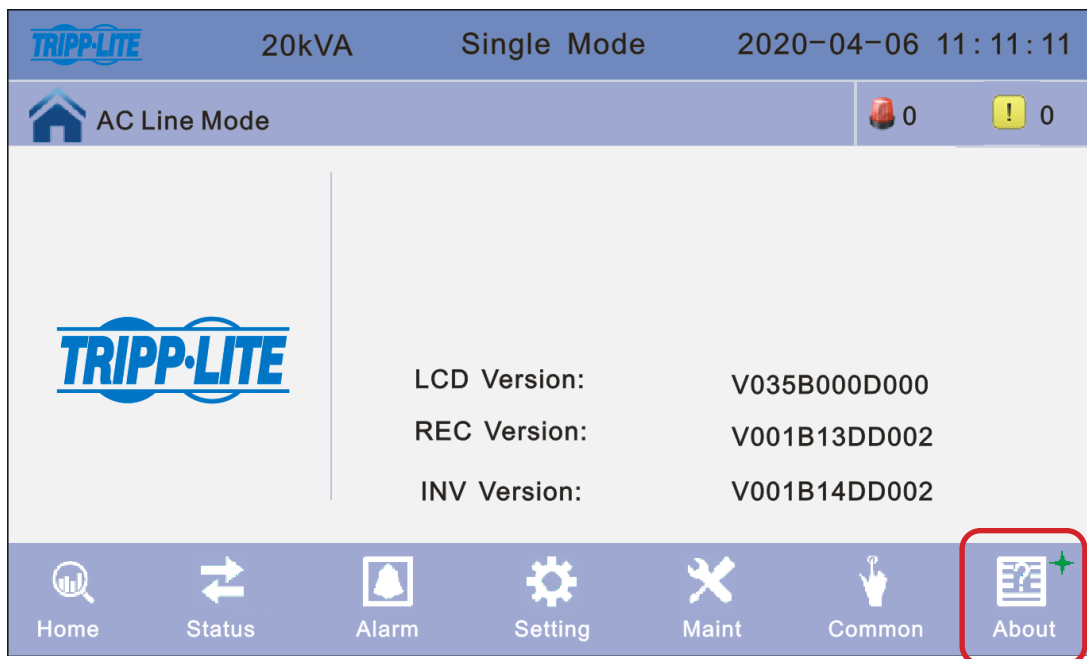 TRIPP·LITE 20kVA Single Mode 2020-04-06 11:11:11
AC Line Mode 0 ! 0
TRIPP·LITE
LCD Version: V035B000D000
REC Version: V001B13DD002
INV Version: V001B14DD002
?
Home Status Alarm Setting Maint Common About